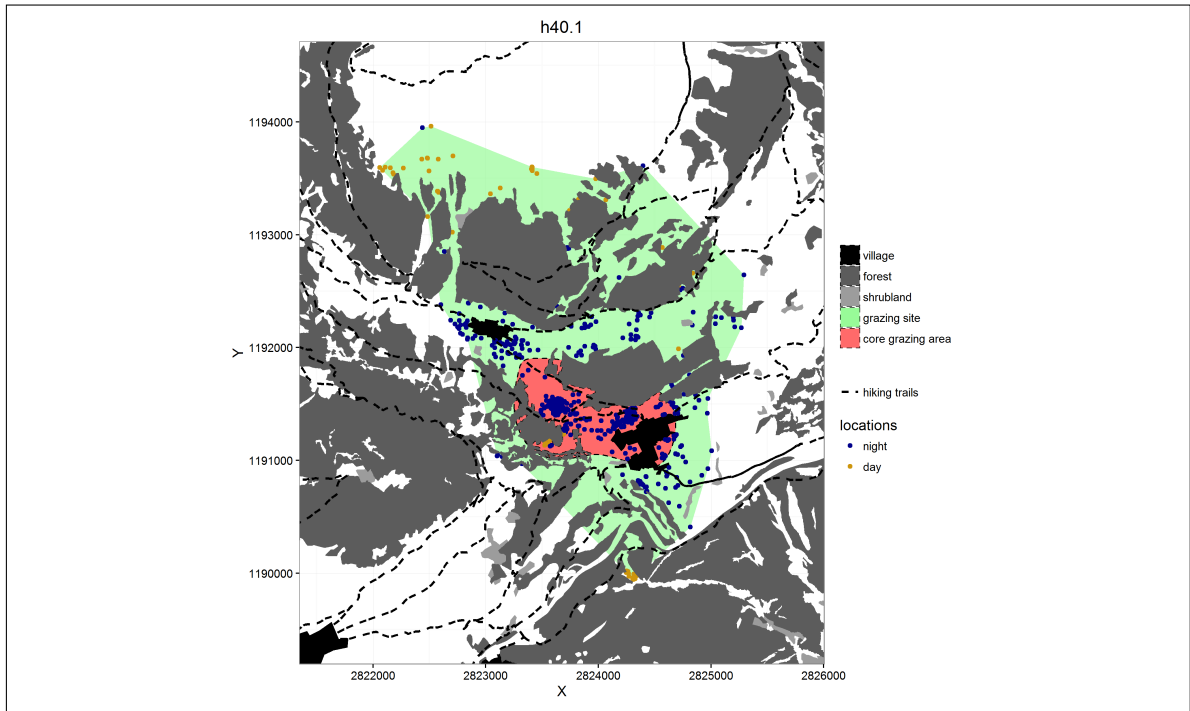 h40.1
1194000
1193000
1192000
1191000
1190000
Y
2822000
2823000
2824000
2825000
2826000
X
village
forest
shrubland
grazing site
core grazing area
hiking trails
locations
night
day